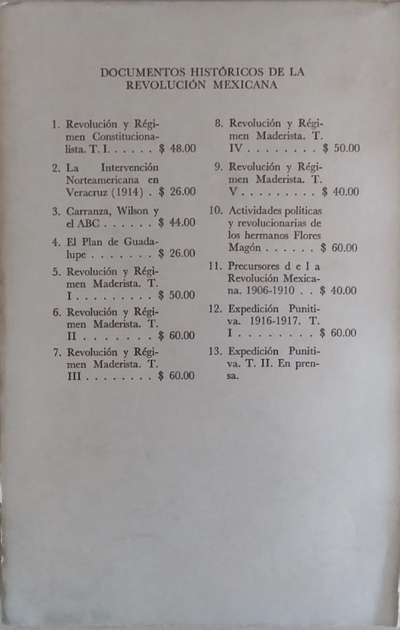 DOCUMENTOS HISTÓRICOS DE LA
REVOLUCIÓN MEXICANA
1. Revolución y Régi-
men Constituciona-
lista. T. I. . . . . . $ 48.00
2. La Intervención
Norteamericana en
Veracruz (1914) . $ 26.00
3. Carranza, Wilson y
el ABC . . . . . . $ 44.00
4. El Plan de Guada-
lupe . . . . . . . $ 26.00
5. Revolución y Régi-
men Maderista. T.
I . . . . . . . . . $ 50.00
6. Revolución y Régi-
men Maderista. T.
II . . . . . . . . $ 60.00
7. Revolución y Régi-
men Maderista. T.
III . . . . . . . . $ 60.00
8. Revolución y Régi-
men Maderista. T.
IV . . . . . . . . $ 50.00
9. Revolución y Régi-
men Maderista. T.
V . . . . . . . . . $ 40.00
10. Actividades políticas
y revolucionarias de
los hermanos Flores
Magón . . . . . . $ 60.00
11. Precursores d e l a
Revolución Mexica-
na. 1906-1910 . . $ 40.00
12. Expedición Puniti-
va. 1916-1917. T.
I . . . . . . . . $ 60.00
13. Expedición Puniti-
va. T. II. En pren-
sa.